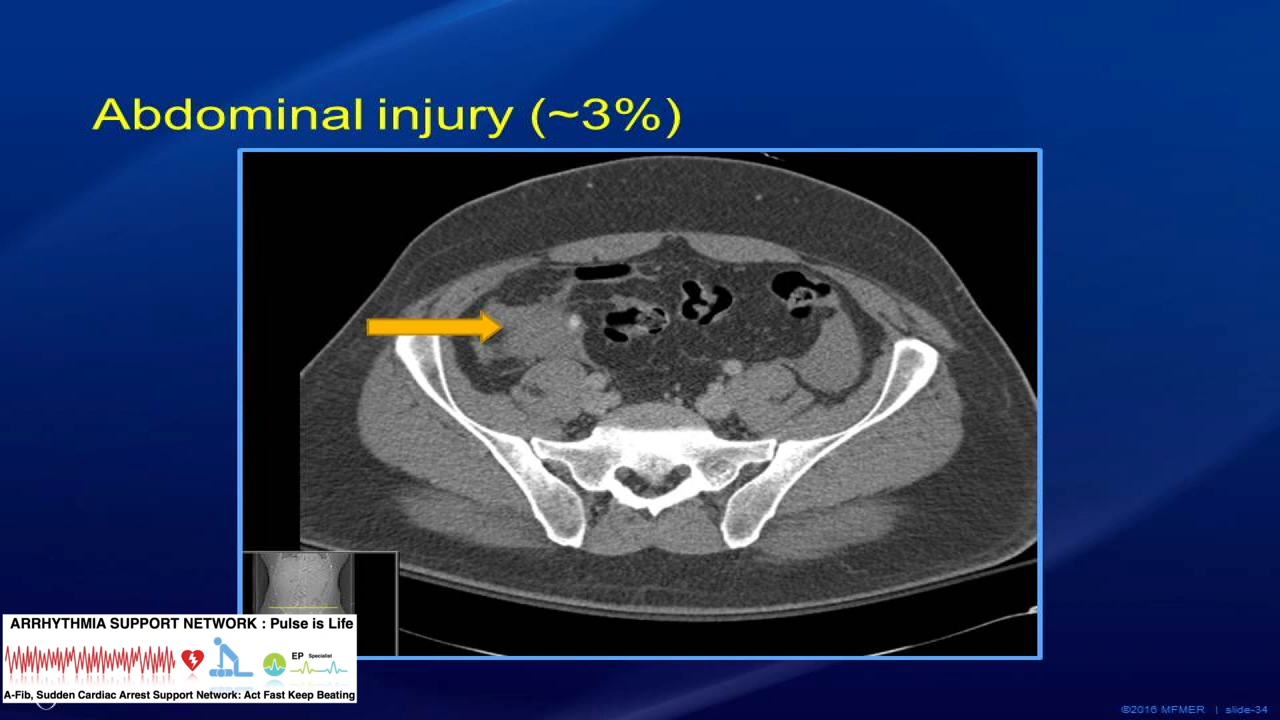 Abdominal injury (~3%)
ARRHYTHMIA SUPPORT NETWORK : Pulse is Life
EP Specialist
A-Fib, Sudden Cardiac Arrest Support Network: Act Fast Keep Beating
©2016 MFMER | slide-34